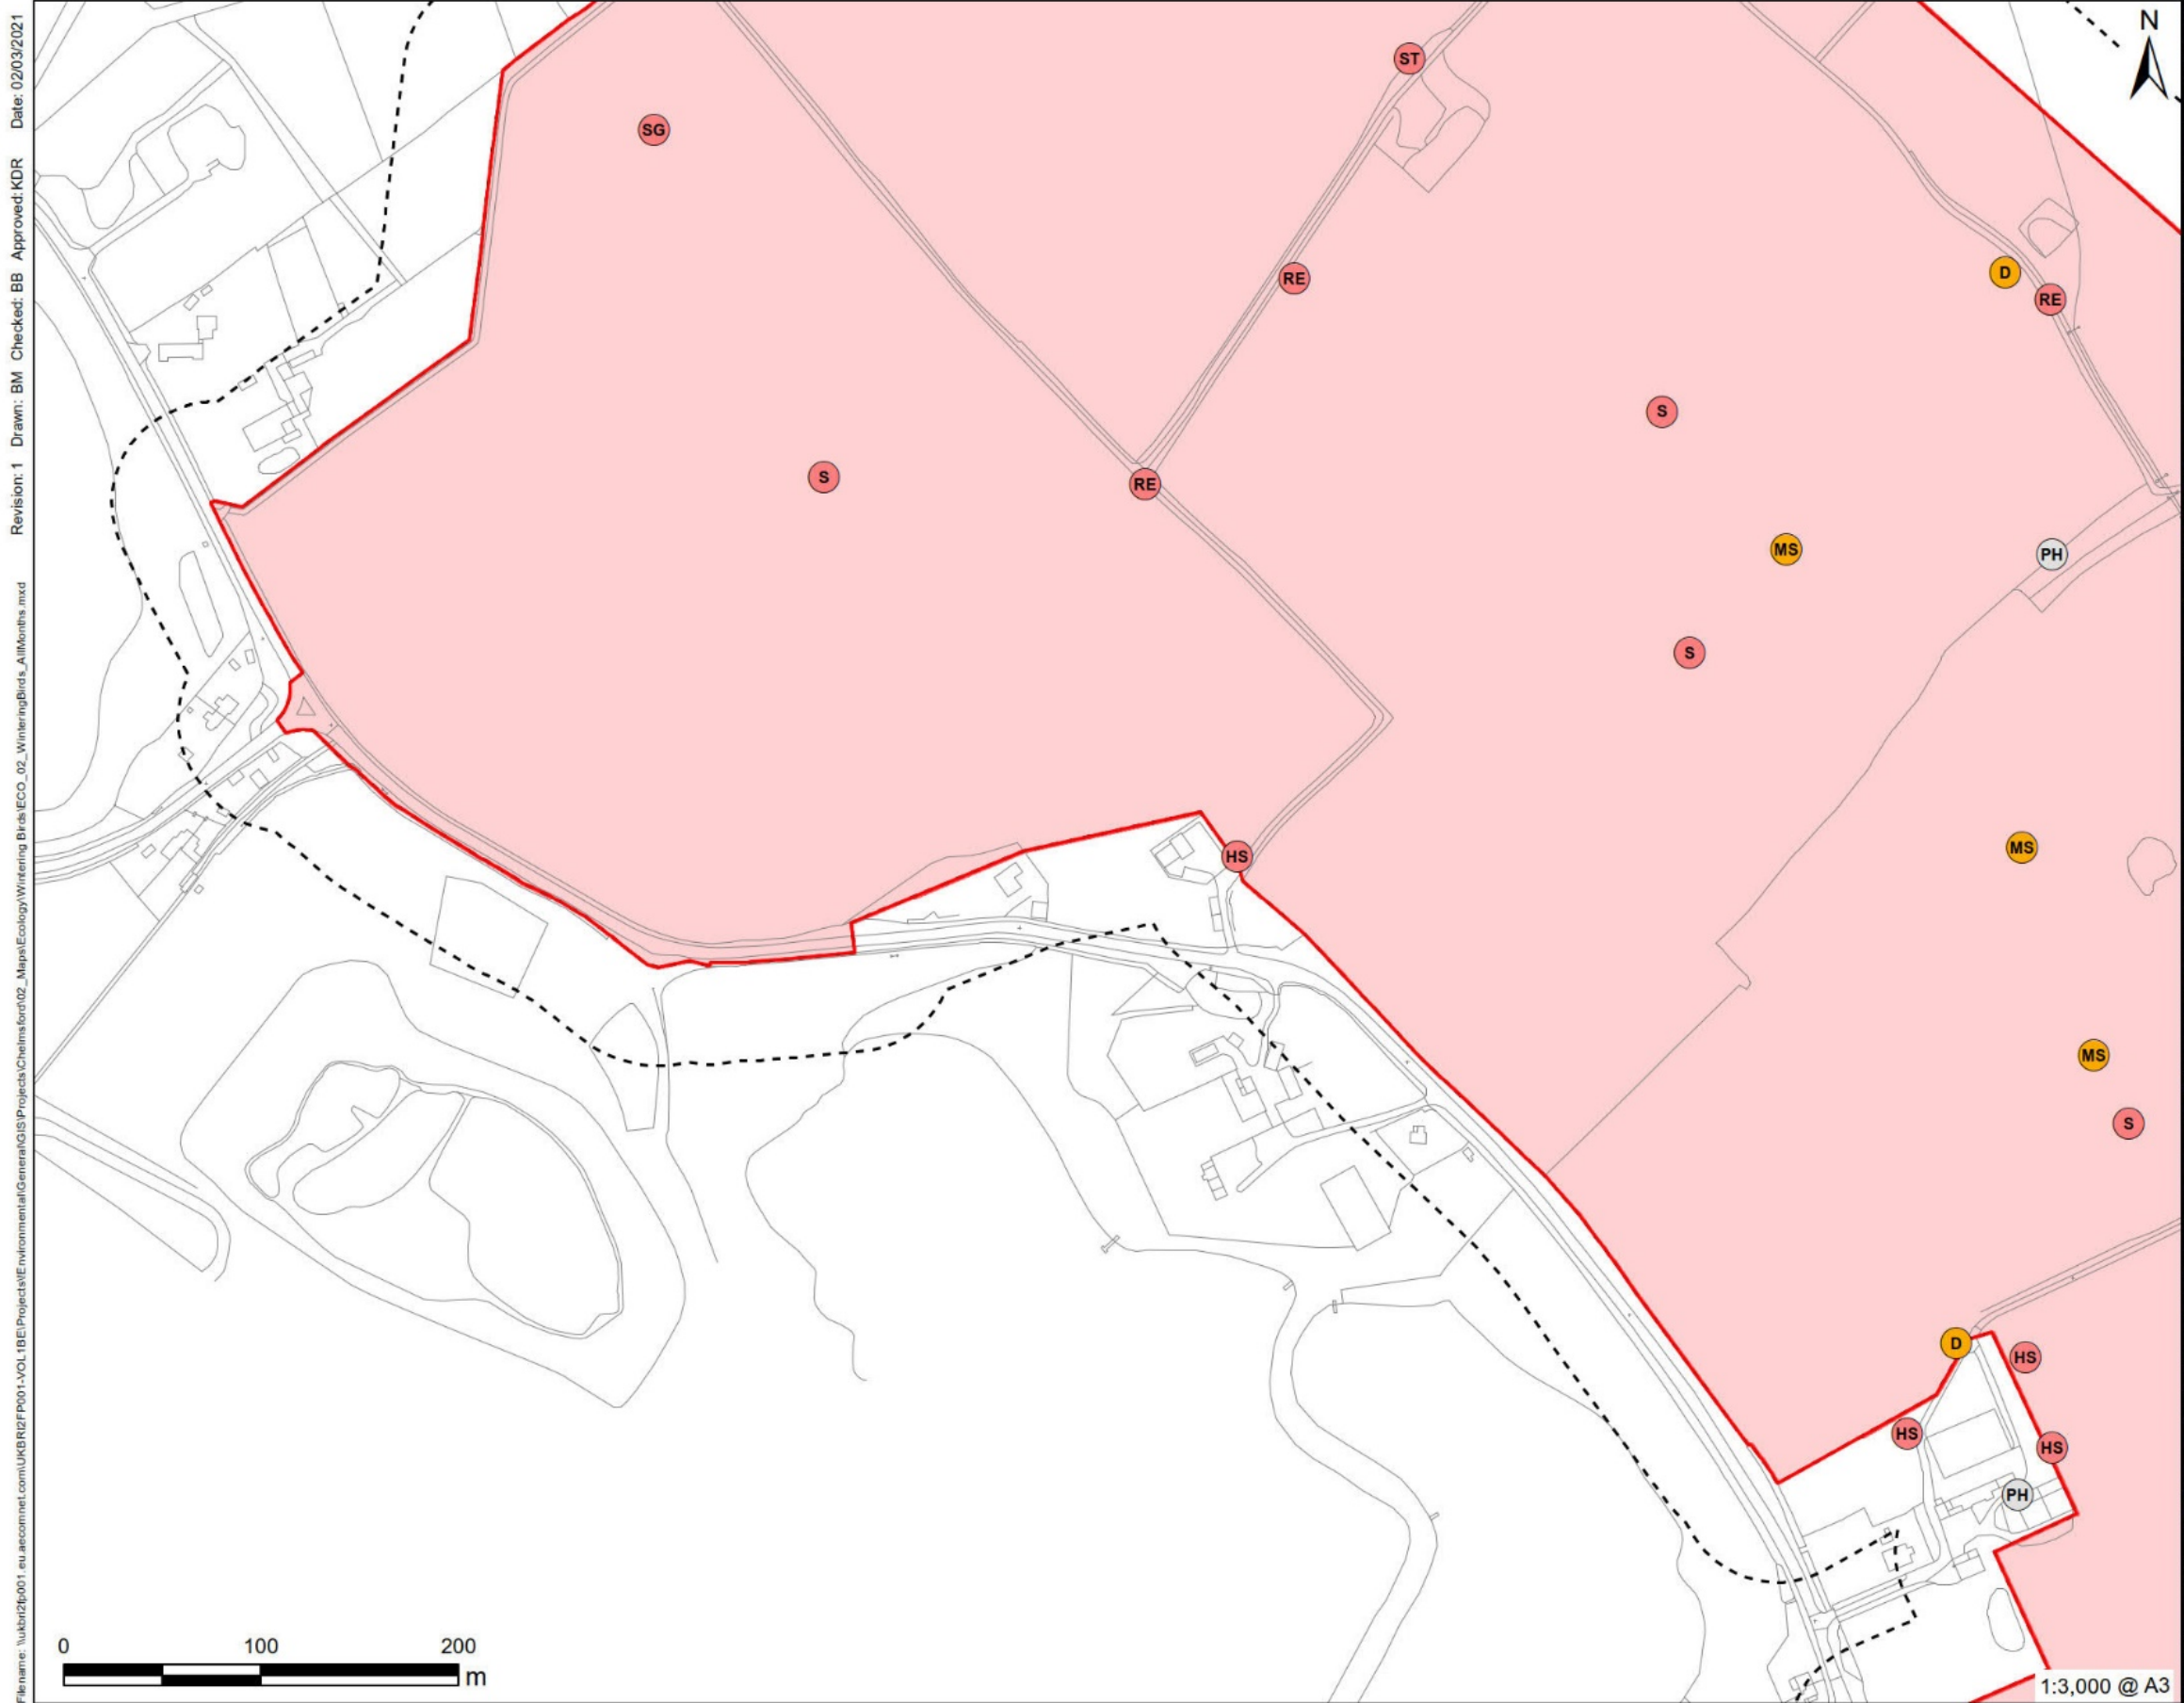 Filename: \\ukbri2fp001.eu.aecomnet.com\UKBRI2FP001-VOL1BE\Projects\Environmental\General\GIS\Projects\Chelmsford\02_Maps\Ecology\Wintering Birds\ECO_02_WinteringBirds_AllMonths.mxd
Revision: 1 Drawn: BM Checked: BB Approved: KDR Date: 02/03/2021
N
ST
SG
D
RE
RE
S
S
RE
MS
PH
S
MS
HS
MS
S
D
HS
HS
HS
PH
0 100 200
m
1:3,000 @ A3